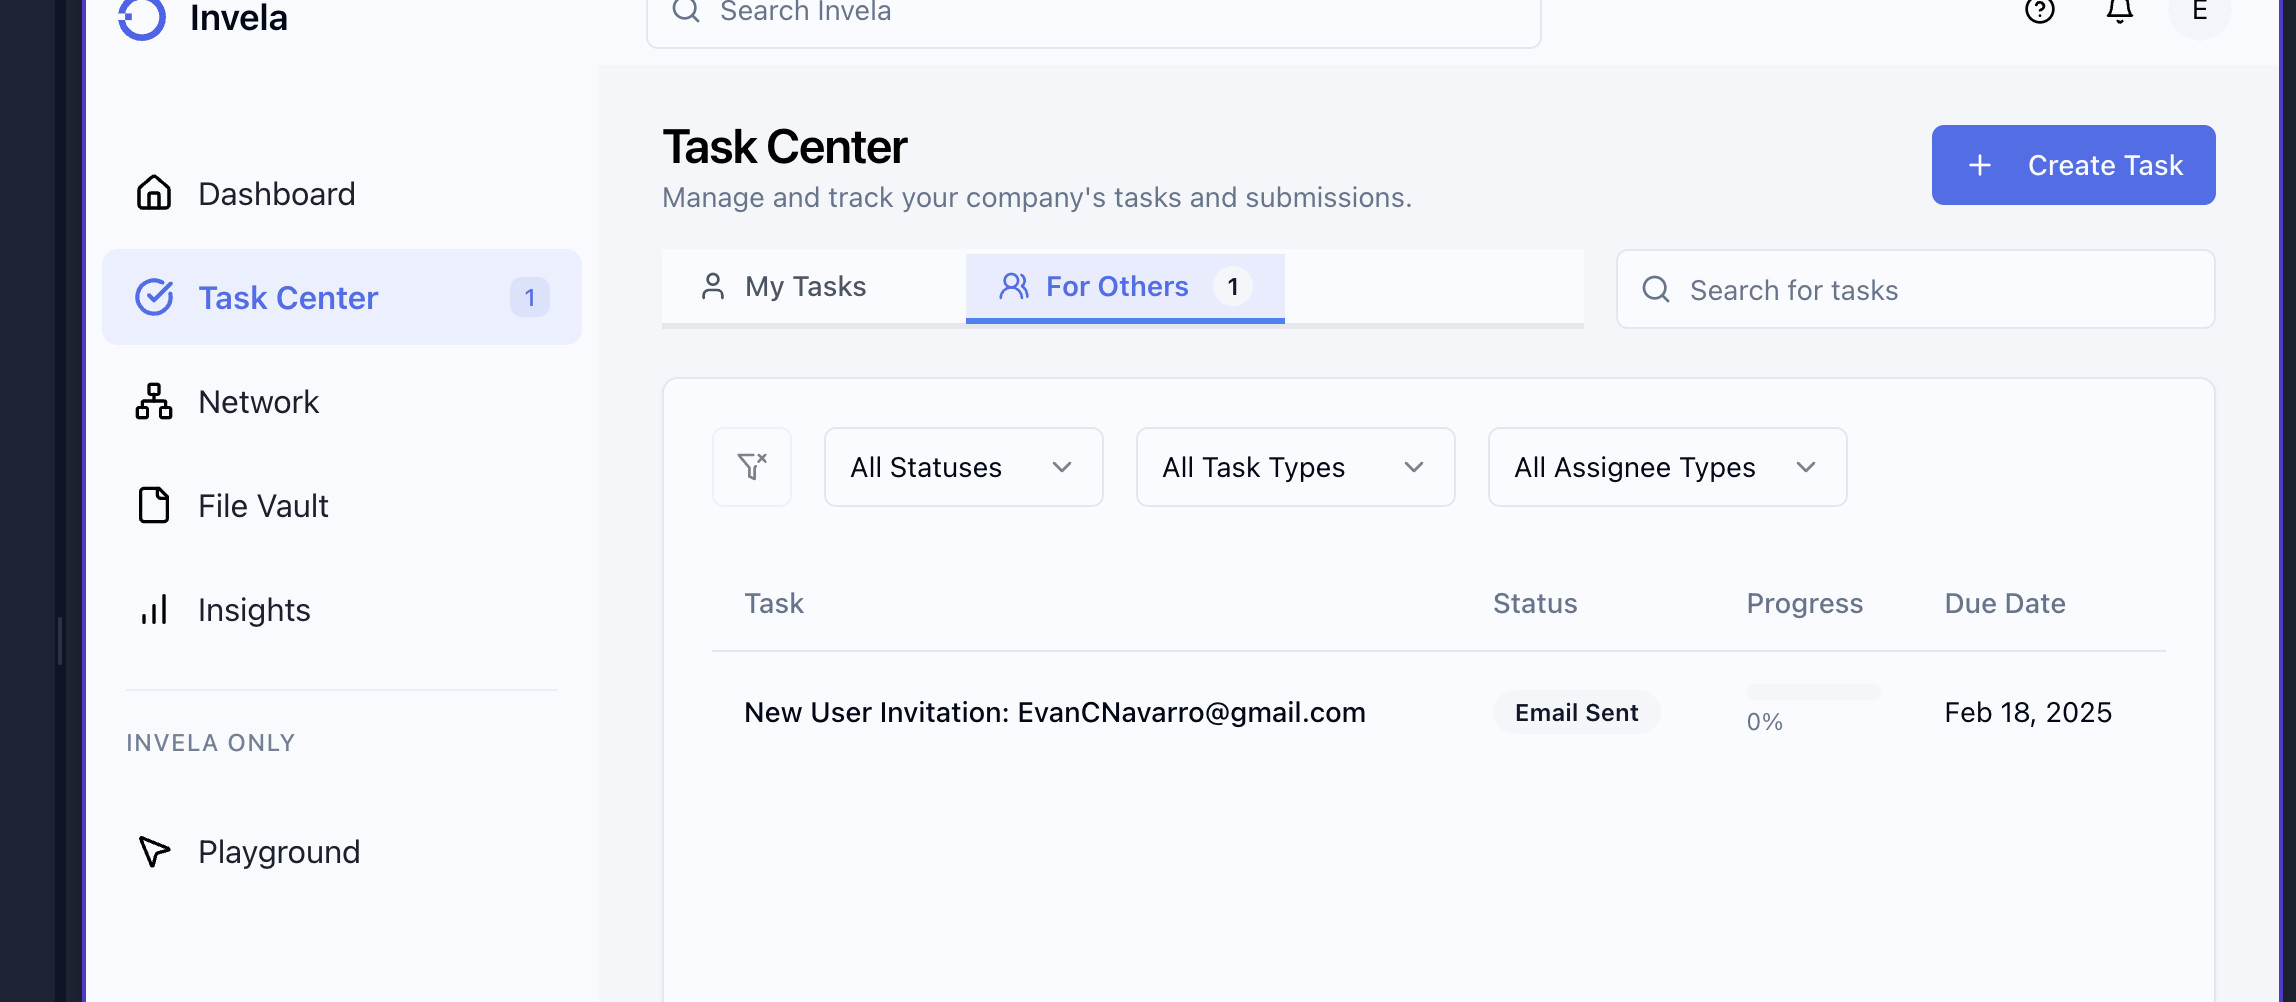 Invela
Search Invela
E
Dashboard
Task Center 1
Network
File Vault
Insights
INVELA ONLY
Playground
Task Center
Manage and track your company's tasks and submissions.
Create Task
My Tasks
For Others 1
Search for tasks
All Statuses
All Task Types
All Assignee Types
Task Status Progress Due Date
New User Invitation: EvanCNavarro@gmail.com Email Sent 0% Feb 18, 2025